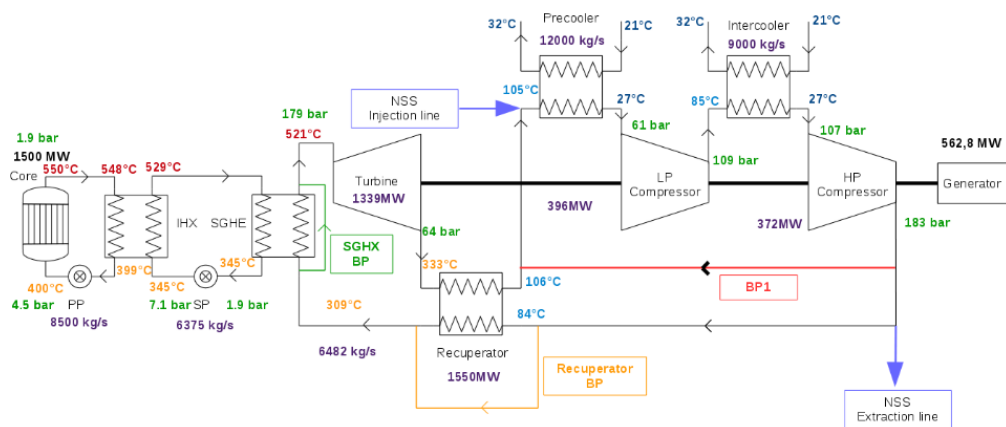 Precooler
Intercooler
32°C
21°C
32°C
21°C
12000 kg/s
9000 kg/s
105°C
NSS
Injection line
27°C
85°C
27°C
179 bar
61 bar
107 bar
1.9 bar
521°C
562,8 MW
1500 MW
550°C
548°C
529°C
109 bar
Core
Turbine
1339MW
LP
Compressor
HP
Compressor
Generator
IHX
SGHE
396MW
372MW
183 bar
64 bar
SGHX
BP
333°C
399°C
345°C
400°C
345°C
106°C
BP1
4.5 bar
PP
7.1 bar
SP
1.9 bar
309°C
84°C
8500 kg/s
6375 kg/s
6482 kg/s
Recuperator
1550MW
Recuperator
BP
NSS
Extraction line